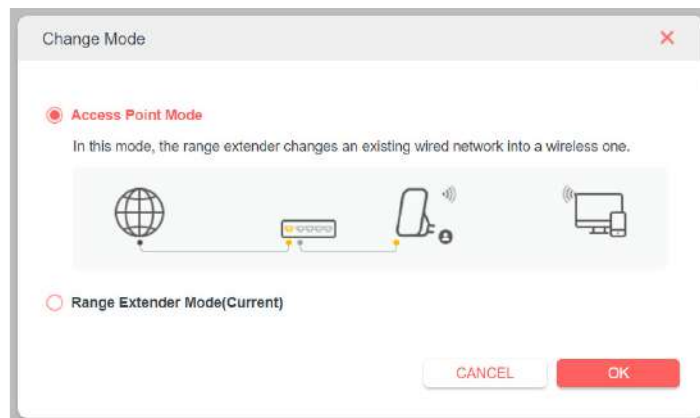 Change Mode
Access Point Mode
In this mode, the range extender changes an existing wired network into a wireless one.
Range Extender Mode(Current)
CANCEL
OK